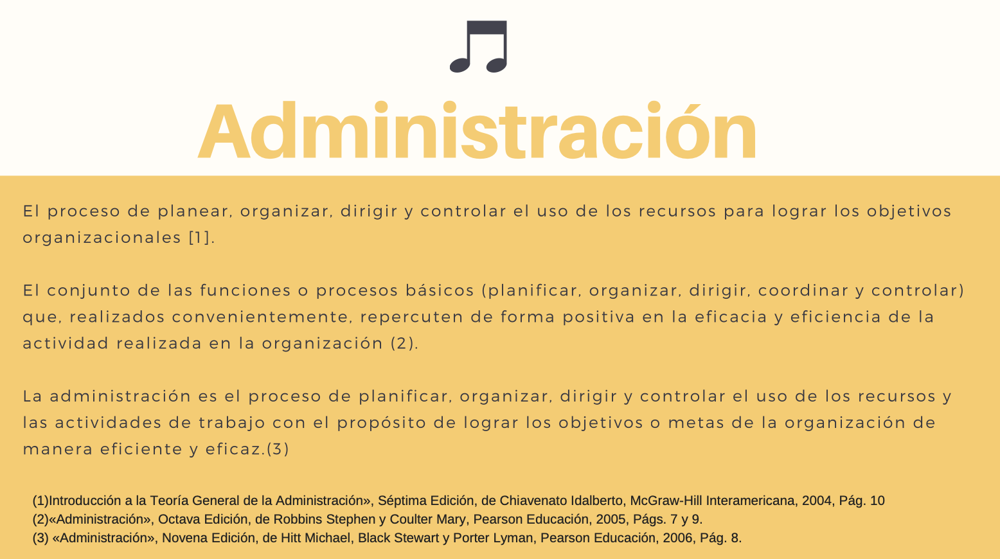 Administración
El proceso de planear, organizar, dirigir y controlar el uso de los recursos para lograr los objetivos
organizacionales [1].
El conjunto de las funciones o procesos básicos (planificar, organizar, dirigir, coordinar y controlar)
que, realizados convenientemente, repercuten de forma positiva en la eficacia y eficiencia de la
actividad realizada en la organización (2).
La administración es el proceso de planificar, organizar, dirigir y controlar el uso de los recursos y
las actividades de trabajo con el propósito de lograr los objetivos o metas de la organización de
manera eficiente y eficaz.(3)
(1)Introducción a la Teoría General de la Administración», Séptima Edición, de Chiavenato Idalberto, McGraw-Hill Interamericana, 2004, Pág. 10
(2)«Administración», Octava Edición, de Robbins Stephen y Coulter Mary, Pearson Educación, 2005, Págs. 7 y 9.
(3) «Administración», Novena Edición, de Hitt Michael, Black Stewart y Porter Lyman, Pearson Educación, 2006, Pág. 8.